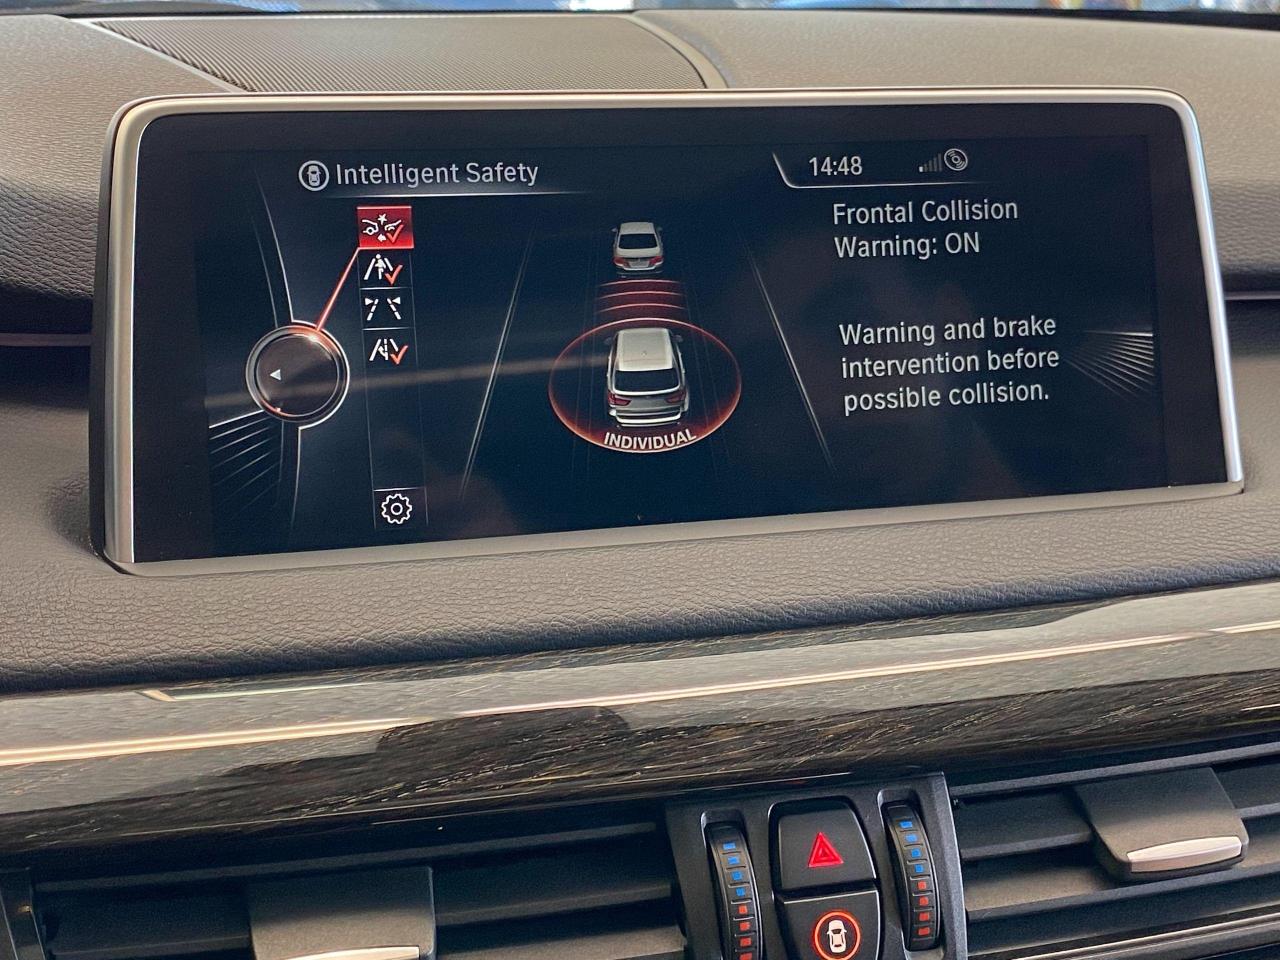 Intelligent Safety
14:48
Frontal Collision
Warning: ON
Warning and brake
intervention before
possible collision.
INDIVIDUAL